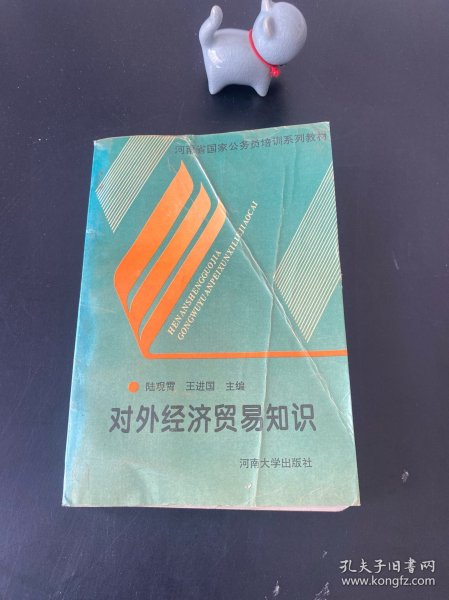 河南省国家公务员培训系列教材
HENANSHENGGUOJIA
GONGWUYUANPEIXUNXILIEJIAOCAI
陆观霄 王进国 主编
对外经济贸易知识
河南大学出版社
孔夫子旧书网
www.kongfz.com